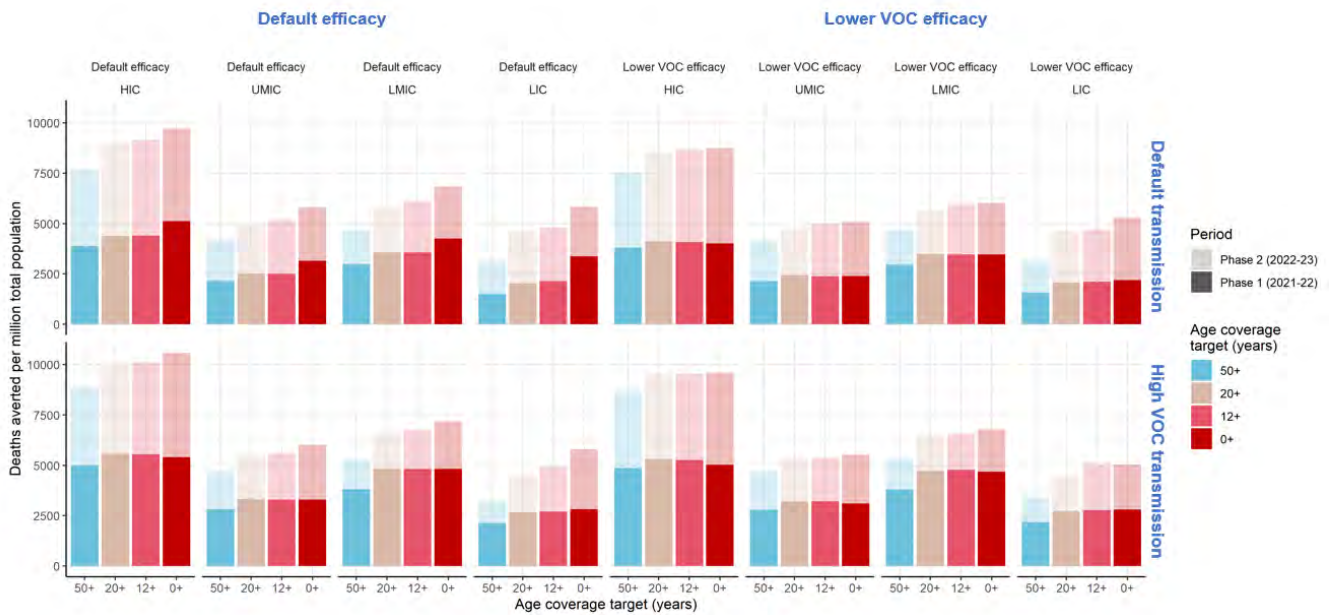 Default efficacy Lower VOC efficacy
Default efficacy Default efficacy Default efficacy Default efficacy Lower VOC efficacy Lower VOC efficacy Lower VOC efficacy Lower VOC efficacy
HIC UMIC LMIC LIC HIC UMIC LMIC LIC
10000
7500
5000
2500
0
Default transmission
10000
7500
5000
2500
0
High VOC transmission
Deaths averted per million total population
50+ 20+ 12+ 0+ 50+ 20+ 12+ 0+ 50+ 20+ 12+ 0+ 50+ 20+ 12+ 0+ 50+ 20+ 12+ 0+ 50+ 20+ 12+ 0+ 50+ 20+ 12+ 0+ 50+ 20+ 12+ 0+
Age coverage target (years)
Period
Phase 2 (2022-23)
Phase 1 (2021-22)
Age coverage
target (years)
50+
20+
12+
0+